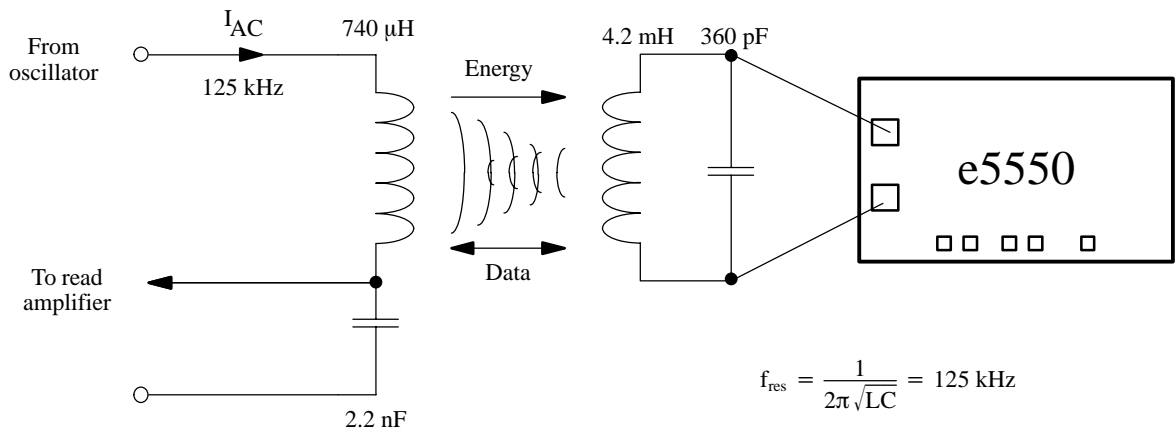 I_AC
740 μH
From
oscillator
125 kHz
Energy
4.2 mH
360 pF
e5550
Data
To read
amplifier
2.2 nF
f_res = 1 / (2π√LC) = 125 kHz